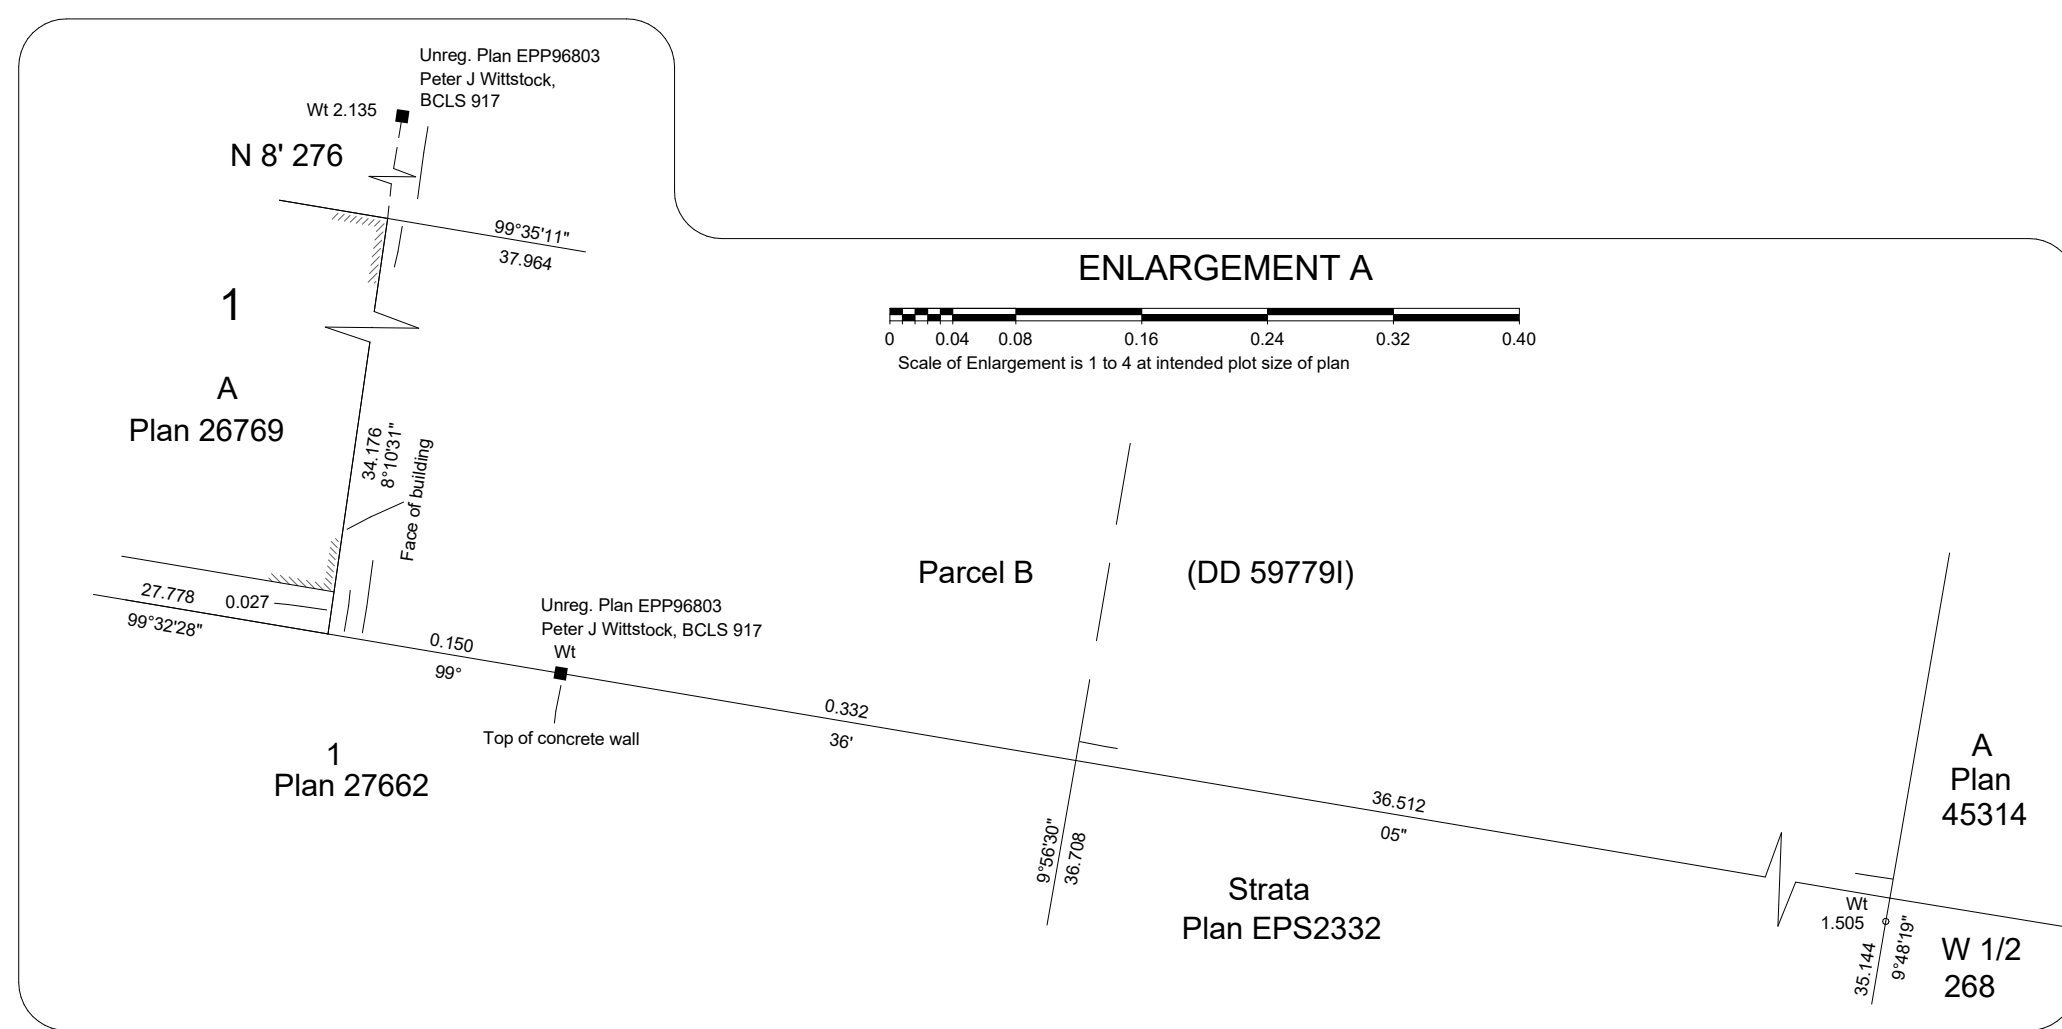 Unreg. Plan EPP96803
Peter J Wittstock,
BCLS 917
Wt 2.135
N 8' 276
99°35'11"
37.964
ENLARGEMENT A
0 0.04 0.08 0.16 0.24 0.32 0.40
Scale of Enlargement is 1 to 4 at intended plot size of plan
1
A
Plan 26769
34.176
8°10'31"
Face of building
Parcel B (DD 59779I)
27.778
0.027
99°32'28"
Unreg. Plan EPP96803
Peter J Wittstock, BCLS 917
Wt
0.150
99°
Top of concrete wall
0.332
36'
1
Plan 27662
36.512
05"
9°56'30"
36.708
Strata
Plan EPS2332
A
Plan
45314
Wt
1.505
35.144
9°48'19"
W 1/2
268